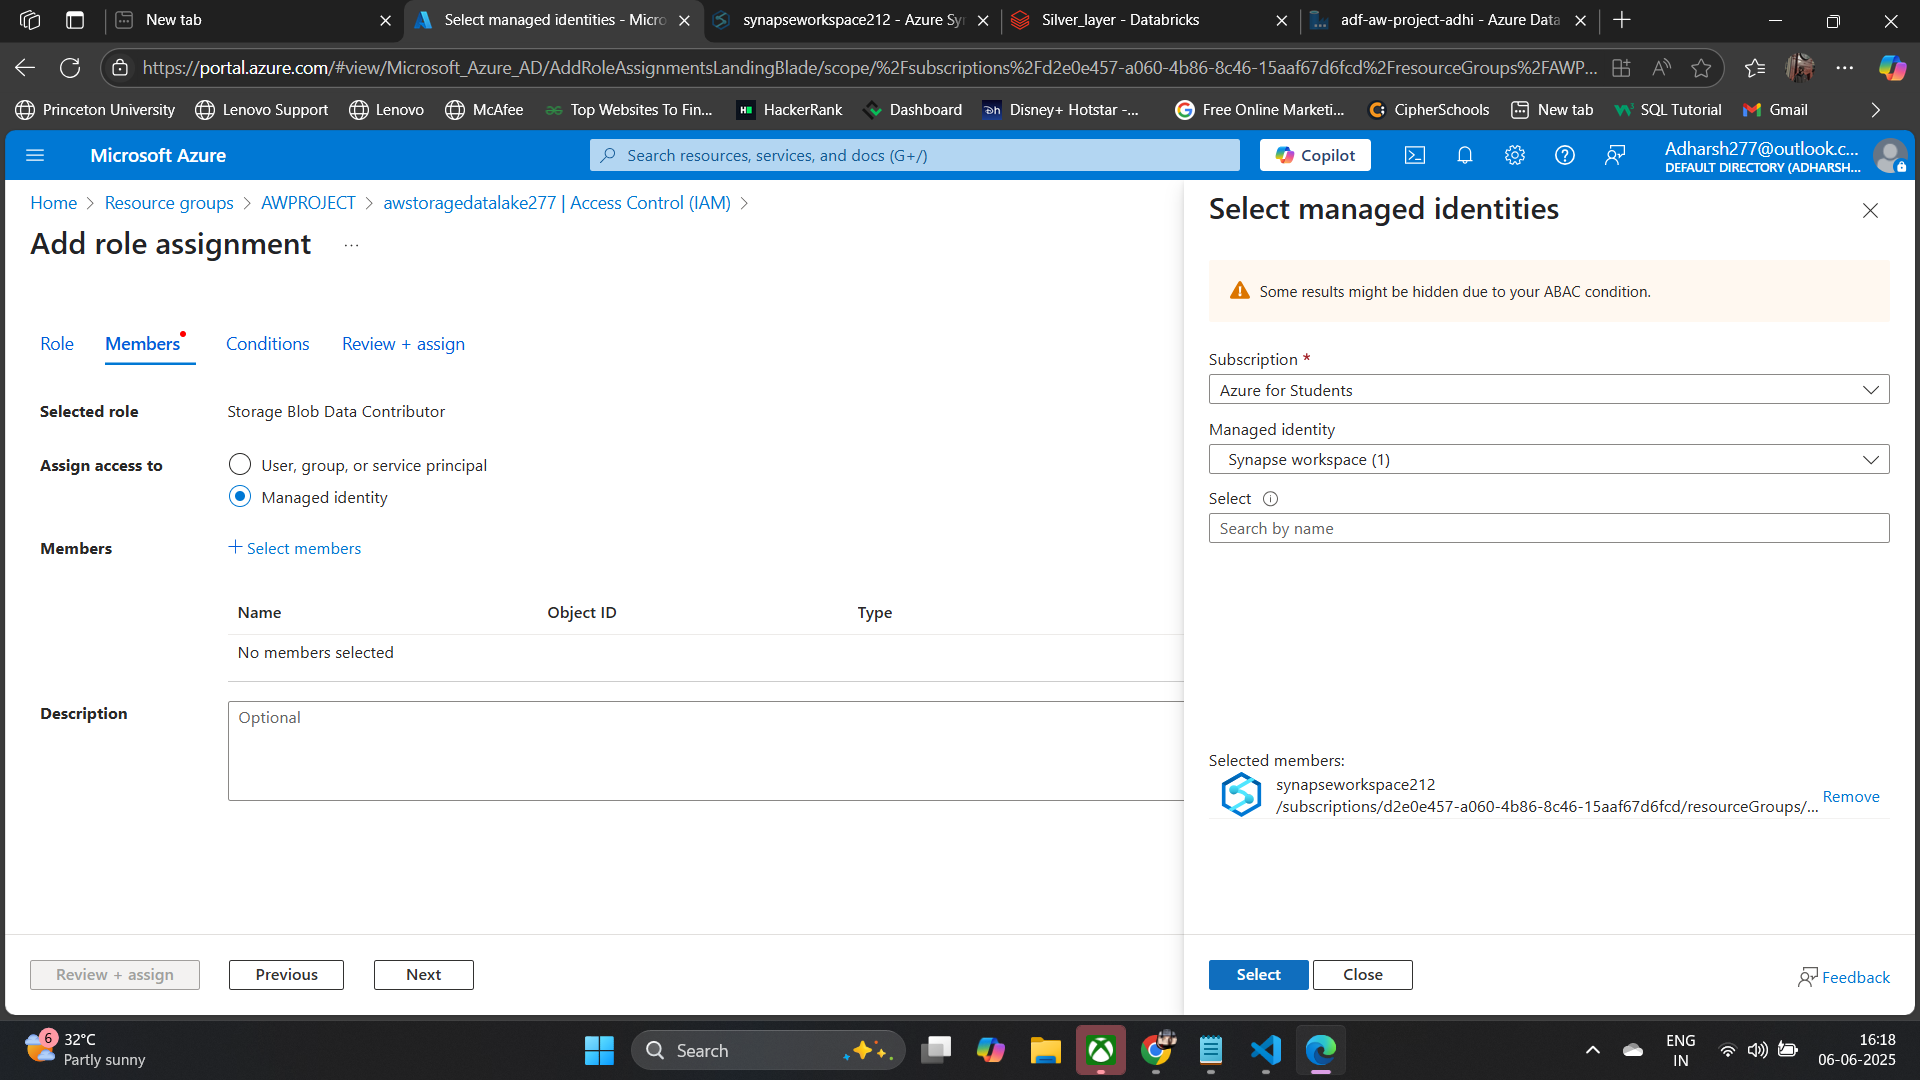 New tab
Select managed identities - Micro
synapseworkspace212 - Azure Sy
Silver_layer - Databricks
adf-aw-project-adhi - Azure Data
https://portal.azure.com/#view/Microsoft_Azure_AD/AddRoleAssignmentsLandingBlade/scope/%2Fsubscriptions%2Fd2e0e457-a060-4b86-8c46-15aaf67d6fcd%2FresourceGroups%2FAWP...
Princeton University
Lenovo Support
Lenovo
McAfee
Top Websites To Fin...
HackerRank
Dashboard
Disney+ Hotstar -...
Free Online Marketi...
CipherSchools
New tab
SQL Tutorial
Gmail
Microsoft Azure
Search resources, services, and docs (G+/)
Copilot
Adharsh277@outlook.c...
DEFAULT DIRECTORY (ADHARSH...
Home > Resource groups > AWPROJECT > awstoragedatalake277 | Access Control (IAM) >
Add role assignment ...
Role
Members
Conditions
Review + assign
Selected role
Storage Blob Data Contributor
Assign access to
User, group, or service principal
Managed identity
Members
+ Select members
Name
Object ID
Type
No members selected
Description
Optional
Review + assign
Previous
Next
Select managed identities
Some results might be hidden due to your ABAC condition.
Subscription *
Azure for Students
Managed identity
Synapse workspace (1)
Select
Search by name
Selected members:
synapseworkspace212
/subscriptions/d2e0e457-a060-4b86-8c46-15aaf67d6fcd/resourceGroups/...
Remove
Select
Close
Feedback
6
32°C
Partly sunny
Search
ENG
IN
16:18
06-06-2025